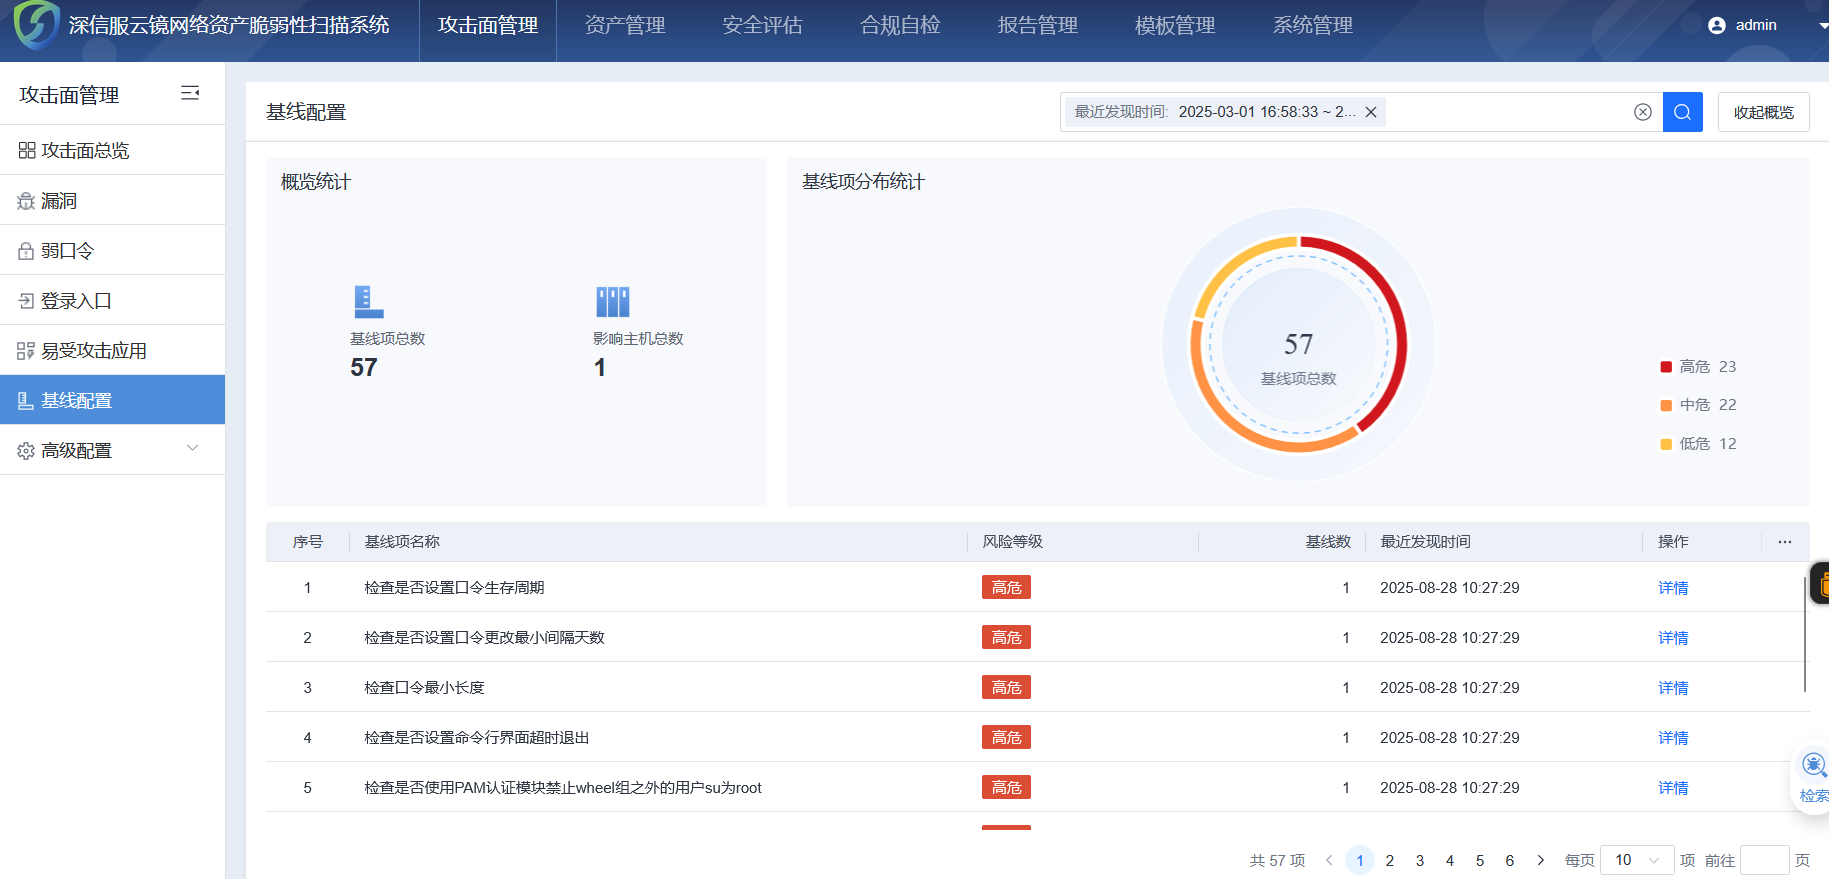 深信服云镜网络资产脆弱性扫描系统
攻击面管理
资产管理
安全评估
合规自检
报告管理
模板管理
系统管理
admin
攻击面管理
攻击面总览
漏洞
弱口令
登录入口
易受攻击应用
基线配置
高级配置
基线配置
最近发现时间: 2025-03-01 16:58:33 ~ 2...
收起概览
概览统计
基线项总数
57
影响主机总数
1
基线项分布统计
57
基线项总数
高危 23
中危 22
低危 12
序号 基线项名称 风险等级 基线数 最近发现时间 操作 ...
1 检查是否设置口令生存周期 高危 1 2025-08-28 10:27:29 详情
2 检查是否设置口令更改最小间隔天数 高危 1 2025-08-28 10:27:29 详情
3 检查口令最小长度 高危 1 2025-08-28 10:27:29 详情
4 检查是否设置命令行界面超时退出 高危 1 2025-08-28 10:27:29 详情
5 检查是否使用PAM认证模块禁止wheel组之外的用户su为root 高危 1 2025-08-28 10:27:29 详情
检索
共 57 项 < 1 2 3 4 5 6 > 每页 10 项 前往 页